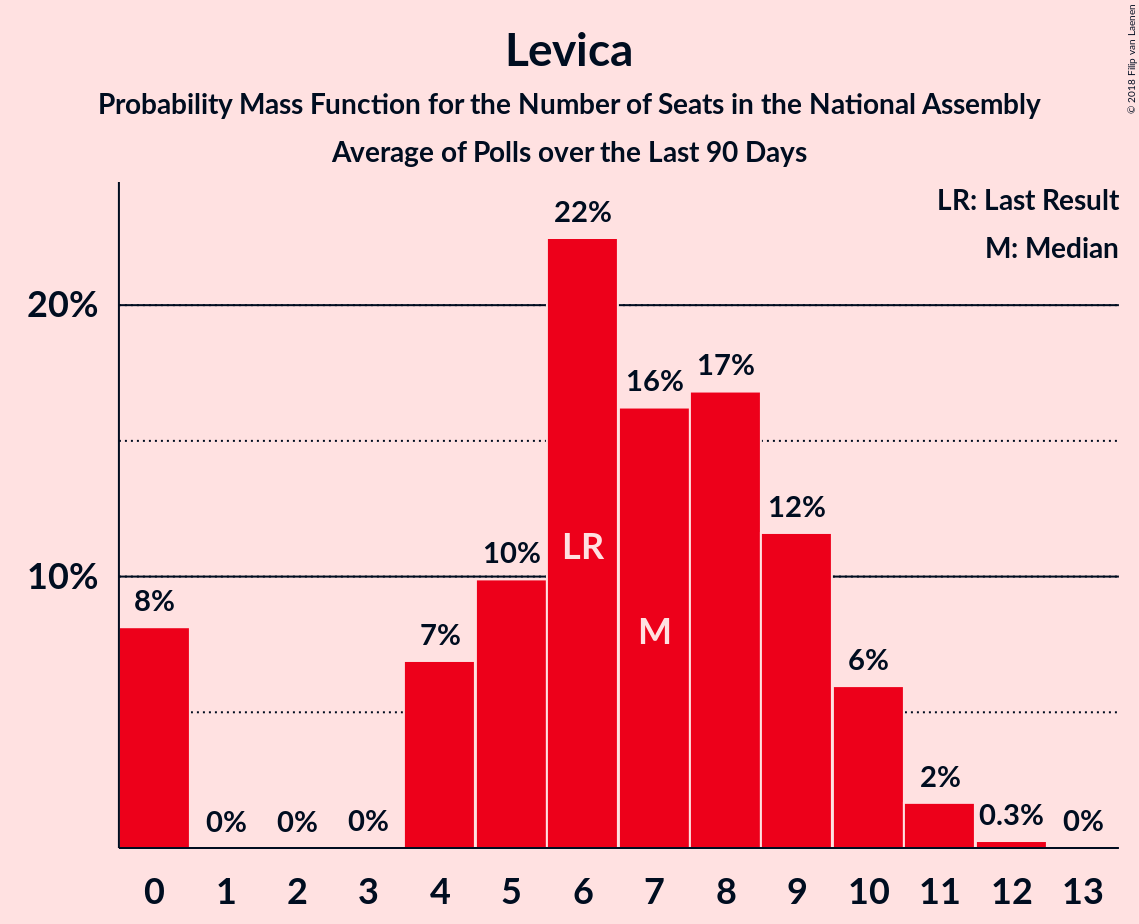 Levica
Probability Mass Function for the Number of Seats in the National Assembly
Average of Polls over the Last 90 Days
© 2018 Filip van Laenen
LR: Last Result
M: Median
20%
10%
8%
0%
0%
0%
7%
10%
22%
16%
17%
12%
6%
2%
0.3%
0%
LR
M
0 1 2 3 4 5 6 7 8 9 10 11 12 13